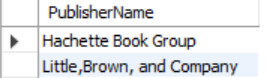 PublisherName
Hachette Book Group
Little,Brown, and Company